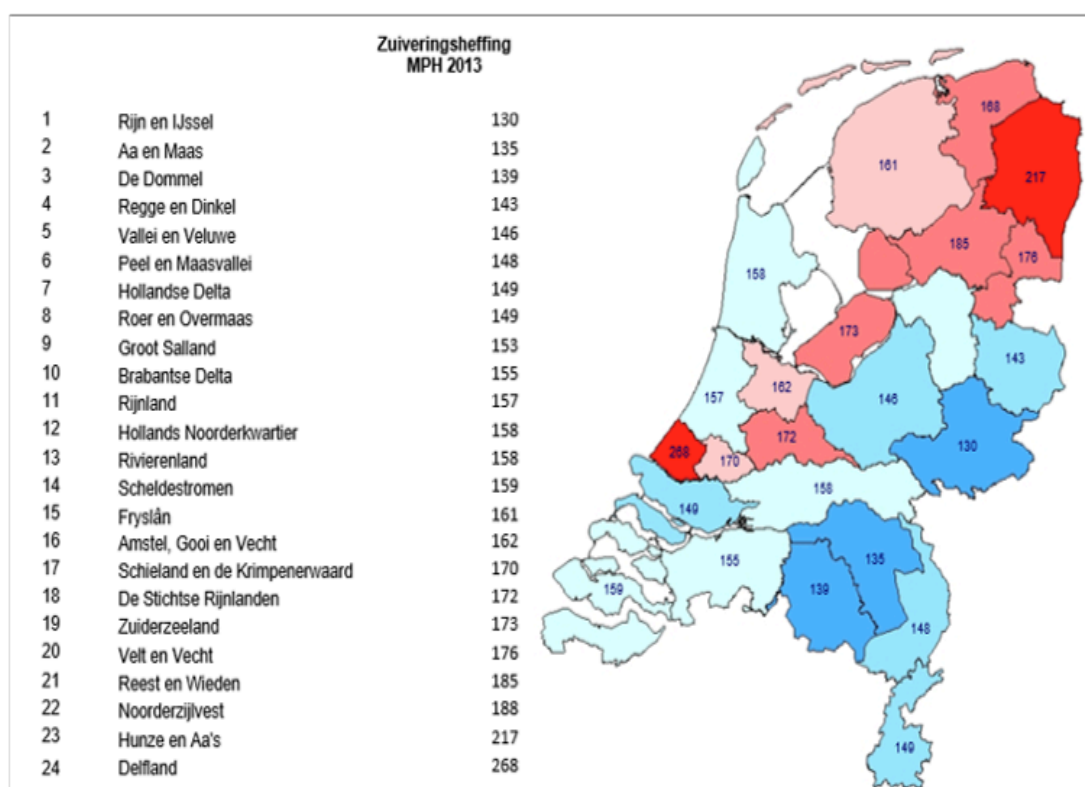 Zuiveringsheffing
MPH 2013
1 Rijn en IJssel 130
2 Aa en Maas 135
3 De Dommel 139
4 Regge en Dinkel 143
5 Vallei en Veluwe 146
6 Peel en Maasvallei 148
7 Hollandse Delta 149
8 Roer en Overmaas 149
9 Groot Salland 153
10 Brabantse Delta 155
11 Rijnland 157
12 Hollands Noorderkwartier 158
13 Rivierenland 158
14 Scheldestromen 159
15 Fryslân 161
16 Amstel, Gooi en Vecht 162
17 Schieland en de Krimpenerwaard 170
18 De Stichtse Rijnlanden 172
19 Zuiderzeeland 173
20 Velt en Vecht 176
21 Reest en Wieden 185
22 Noorderzijlvest 188
23 Hunze en Aa's 217
24 Delfland 268
168
161
217
185
176
158
173
143
162
157
146
172
130
268
170
158
149
135
155
139
159
148
149